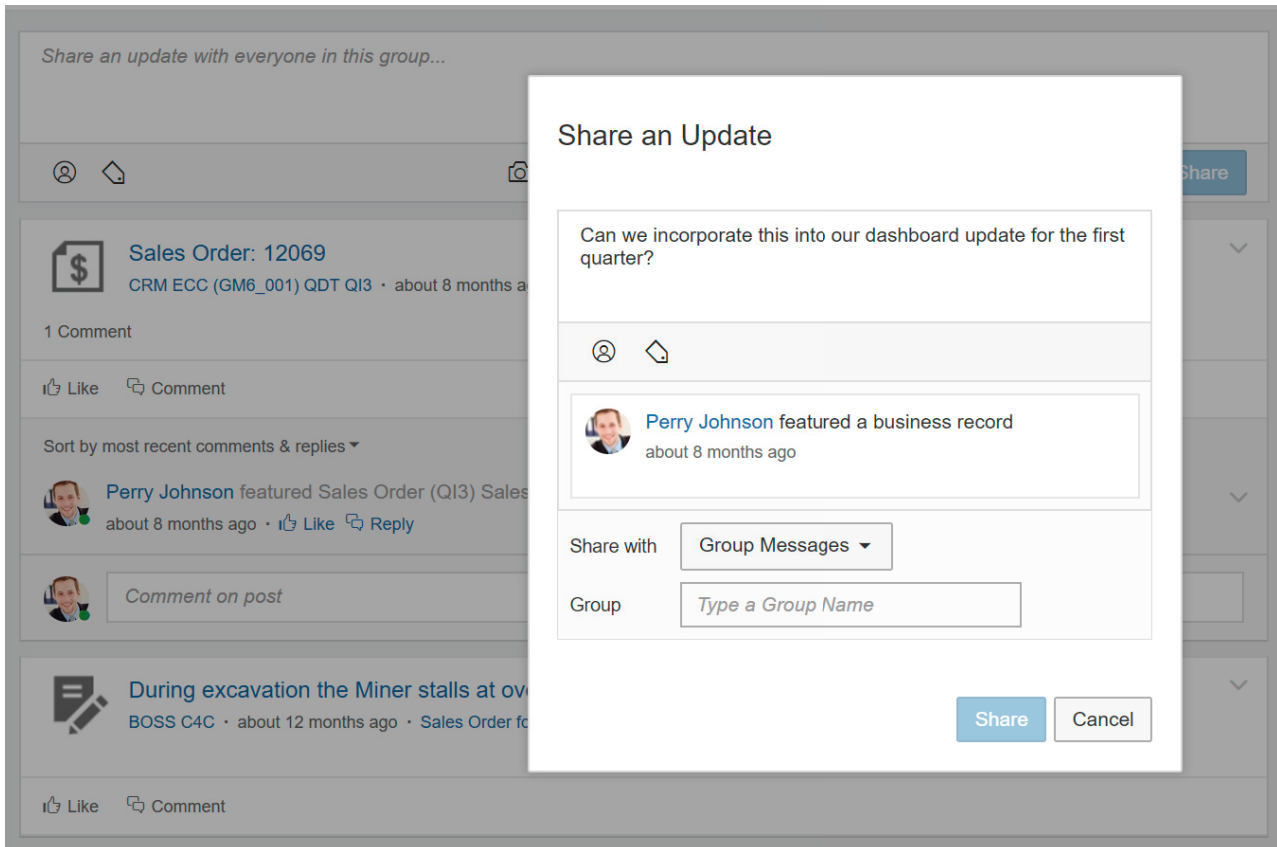 Share an update with everyone in this group...
Share
Sales Order: 12069
CRM ECC (GM6_001) QDT QI3 · about 8 months a
1 Comment
Like Comment
Sort by most recent comments & replies
Perry Johnson featured Sales Order (QI3) Sales
about 8 months ago · Like Reply
Comment on post
During excavation the Miner stalls at
BOSS C4C · about 12 months ago · Sales Order
Like Comment
Share an Update
Can we incorporate this into our dashboard update for the first
quarter?
Perry Johnson featured a business record
about 8 months ago
Share with Group Messages
Group Type a Group Name
Share Cancel